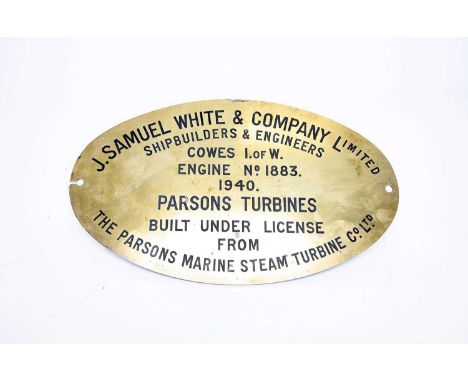 J. SAMUEL WHITE & COMPANY LIMITED
SHIPBUILDERS & ENGINEERS
COWES I. OF W.
ENGINE Nº 1883.
1940.
PARSONS TURBINES
BUILT UNDER LICENSE
FROM
THE PARSONS MARINE STEAM TURBINE Cº. LTD